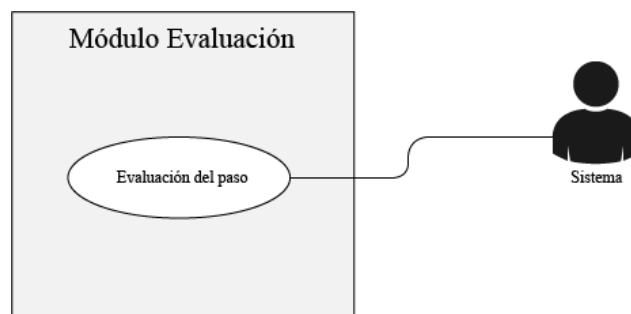 Módulo Evaluación
Evaluación del paso
Sistema